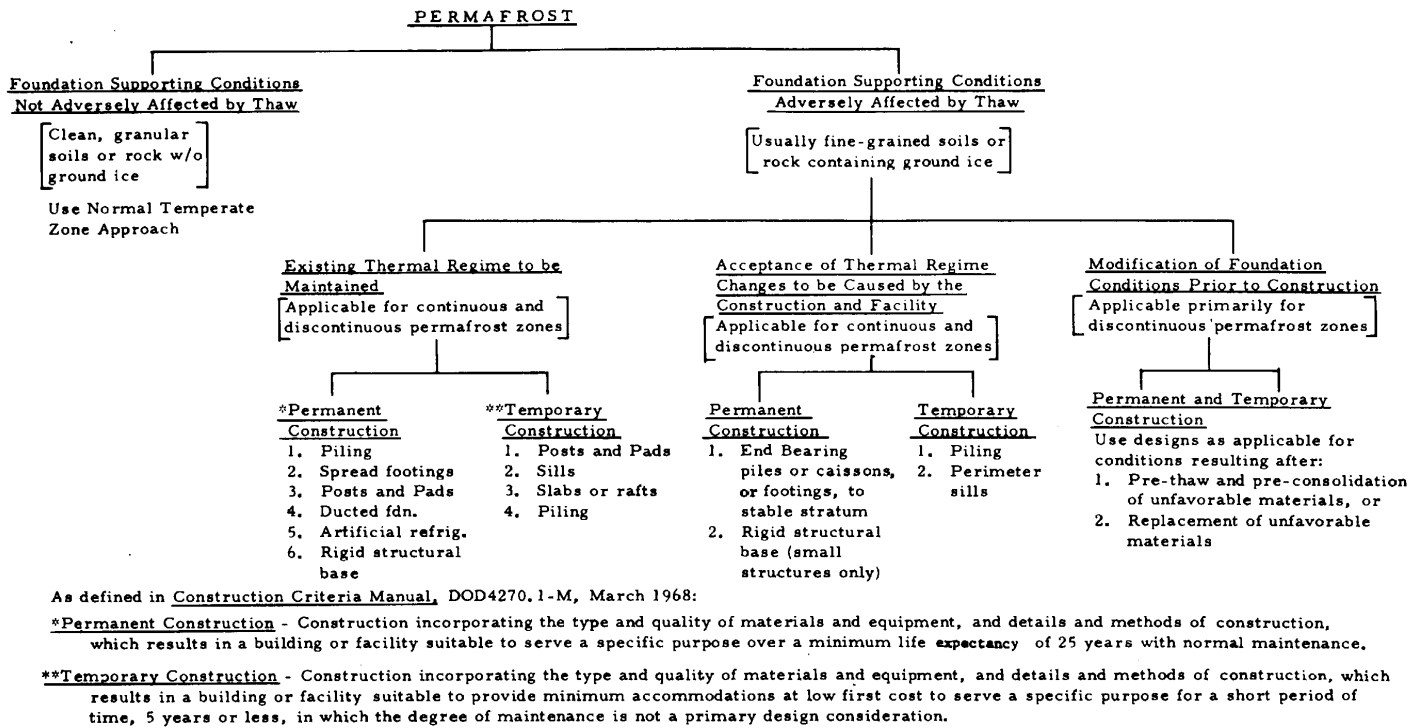 PERMAFROST
Foundation Supporting Conditions
Not Adversely Affected by Thaw
Clean, granular
soils or rock w/o
ground ice
Use Normal Temperate
Zone Approach
Foundation Supporting Conditions
Adversely Affected by Thaw
Usually fine-grained soils or
rock containing ground ice
Existing Thermal Regime to be
Maintained
Applicable for continuous and
discontinuous permafrost zones
*Permanent
Construction
1. Piling
2. Spread footings
3. Posts and Pads
4. Ducted fdn.
5. Artificial refrig.
6. Rigid structural
base
**Temporary
Construction
1. Posts and Pads
2. Sills
3. Slabs or rafts
4. Piling
Acceptance of Thermal Regime
Changes to be Caused by the
Construction and Facility
Applicable for continuous and
discontinuous permafrost zones
Permanent
Construction
1. End Bearing
piles or caissons,
or footings, to
stable stratum
2. Rigid structural
base (small
structures only)
Temporary
Construction
1. Piling
2. Perimeter
sills
Modification of Foundation
Conditions Prior to Construction
Applicable primarily for
discontinuous permafrost zones
Permanent and Temporary
Construction
Use designs as applicable for
conditions resulting after:
1. Pre-thaw and pre-consolidation
of unfavorable materials, or
2. Replacement of unfavorable
materials
As defined in Construction Criteria Manual, DOD4270.1-M, March 1968:
*Permanent Construction - Construction incorporating the type and quality of materials and equipment, and details and methods of construction,
which results in a building or facility suitable to serve a specific purpose over a minimum life expectancy of 25 years with normal maintenance.
**Temporary Construction - Construction incorporating the type and quality of materials and equipment, and details and methods of construction, which
results in a building or facility suitable to provide minimum accommodations at low first cost to serve a specific purpose for a short period of
time, 5 years or less, in which the degree of maintenance is not a primary design consideration.